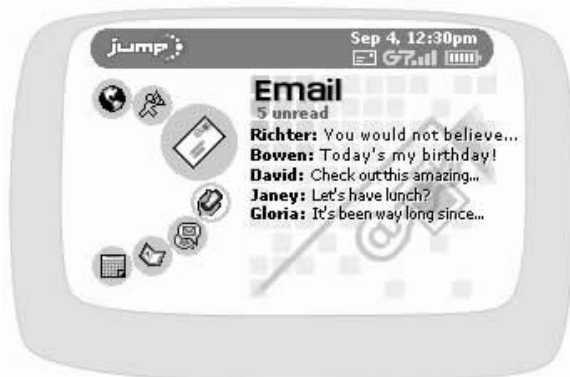 jump
Sep 4, 12:30pm
G7
Email
5 unread
Richter: You would not believe...
Bowen: Today's my birthday!
David: Check out this amazing...
Janey: Let's have lunch?
Gloria: It's been way long since...
@